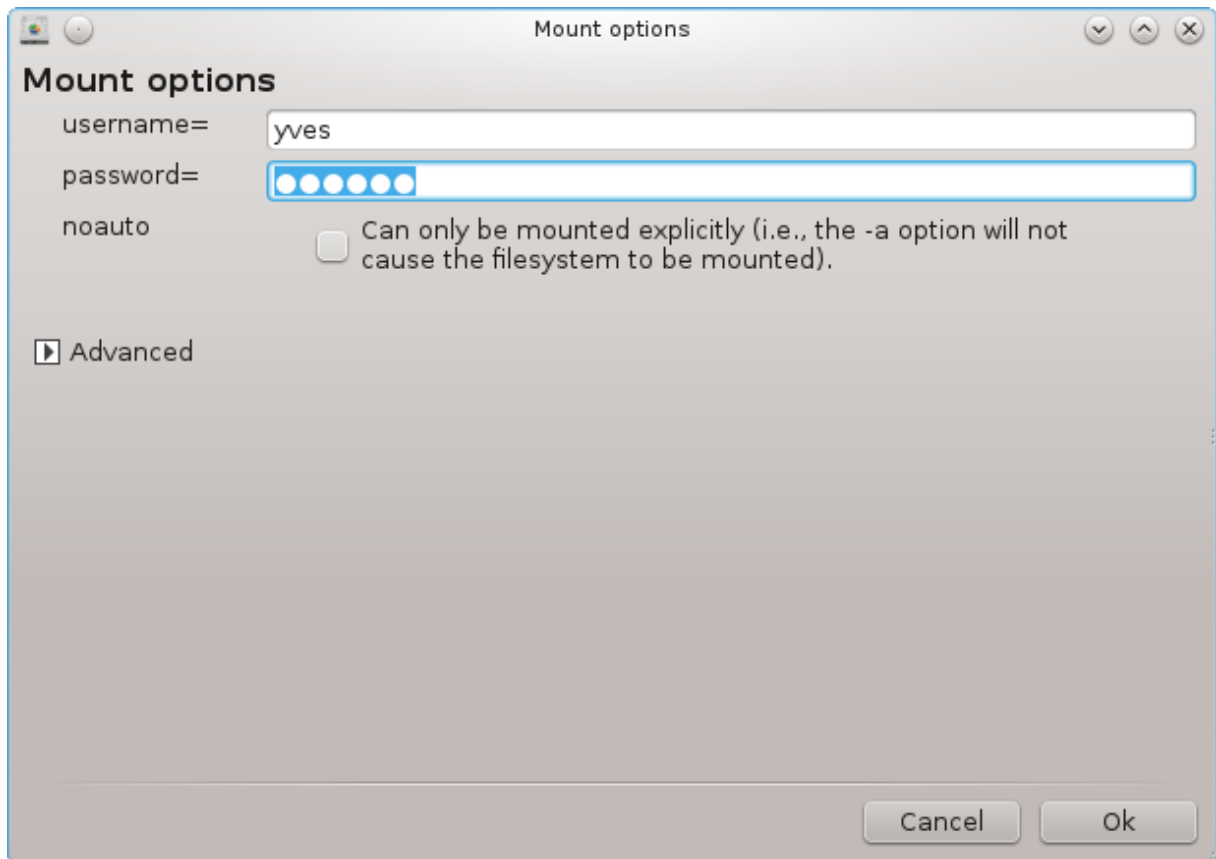 Mount options
Mount options
username=
yves
password=
●●●●●●
noauto
Can only be mounted explicitly (i.e., the -a option will not
cause the filesystem to be mounted).
Advanced
Cancel
Ok